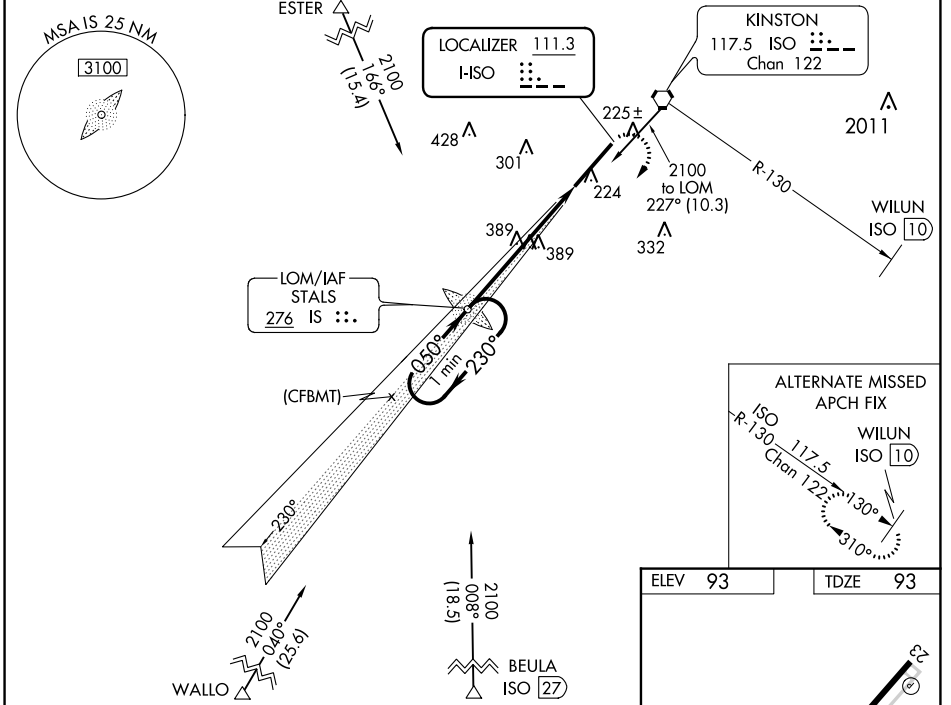 MSA IS 25 NM
3100
ESTER
2100
166°
(15.4)
LOCALIZER 111.3
I-ISO
KINSTON
117.5 ISO
Chan 122
2011
428
301
225±
224
2100
to LOM
227° (10.3)
R-130
WILUN
ISO 10
389
389
332
LOM/IAF
STALS
276 IS
050°
1 min
230°
(CFBMT)
230°
ALTERNATE MISSED
APCH FIX
ISO
R-130
117.5
Chan 122
WILUN
ISO 10
130°
310°
2100
040°
(25.6)
WALLO
2100
008°
(18.5)
BEULA
ISO 27
ELEV 93
TDZE 93
23
P